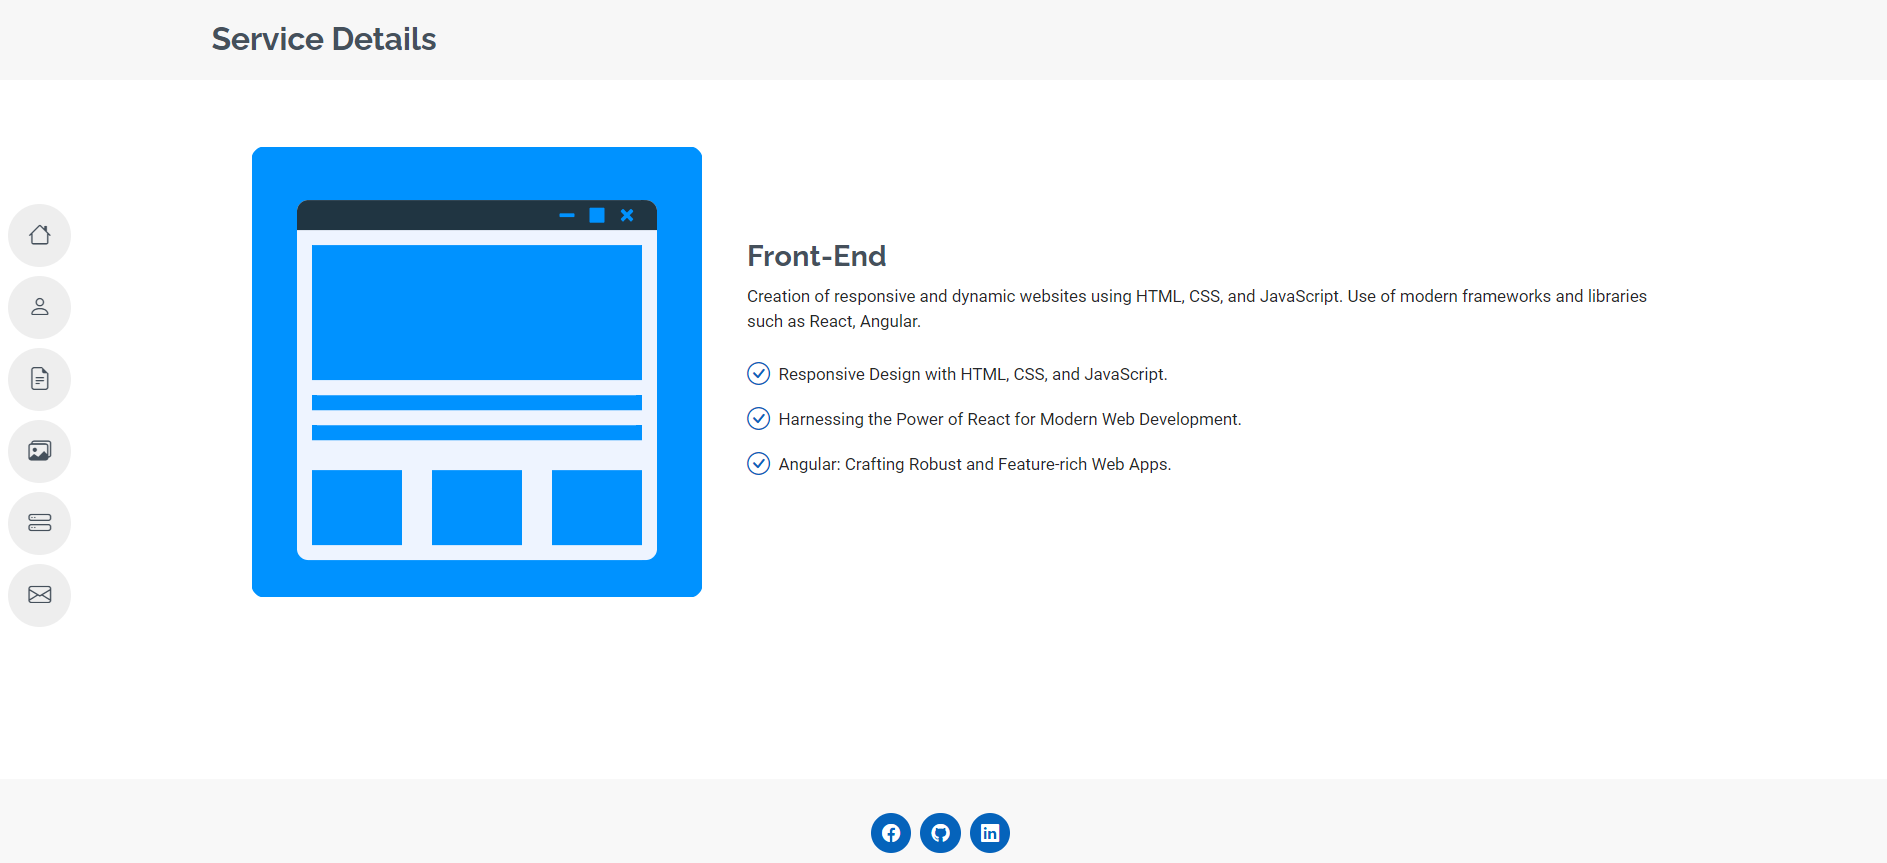 Service Details
Front-End
Creation of responsive and dynamic websites using HTML, CSS, and JavaScript. Use of modern frameworks and libraries
such as React, Angular.
Responsive Design with HTML, CSS, and JavaScript.
Harnessing the Power of React for Modern Web Development.
Angular: Crafting Robust and Feature-rich Web Apps.
in